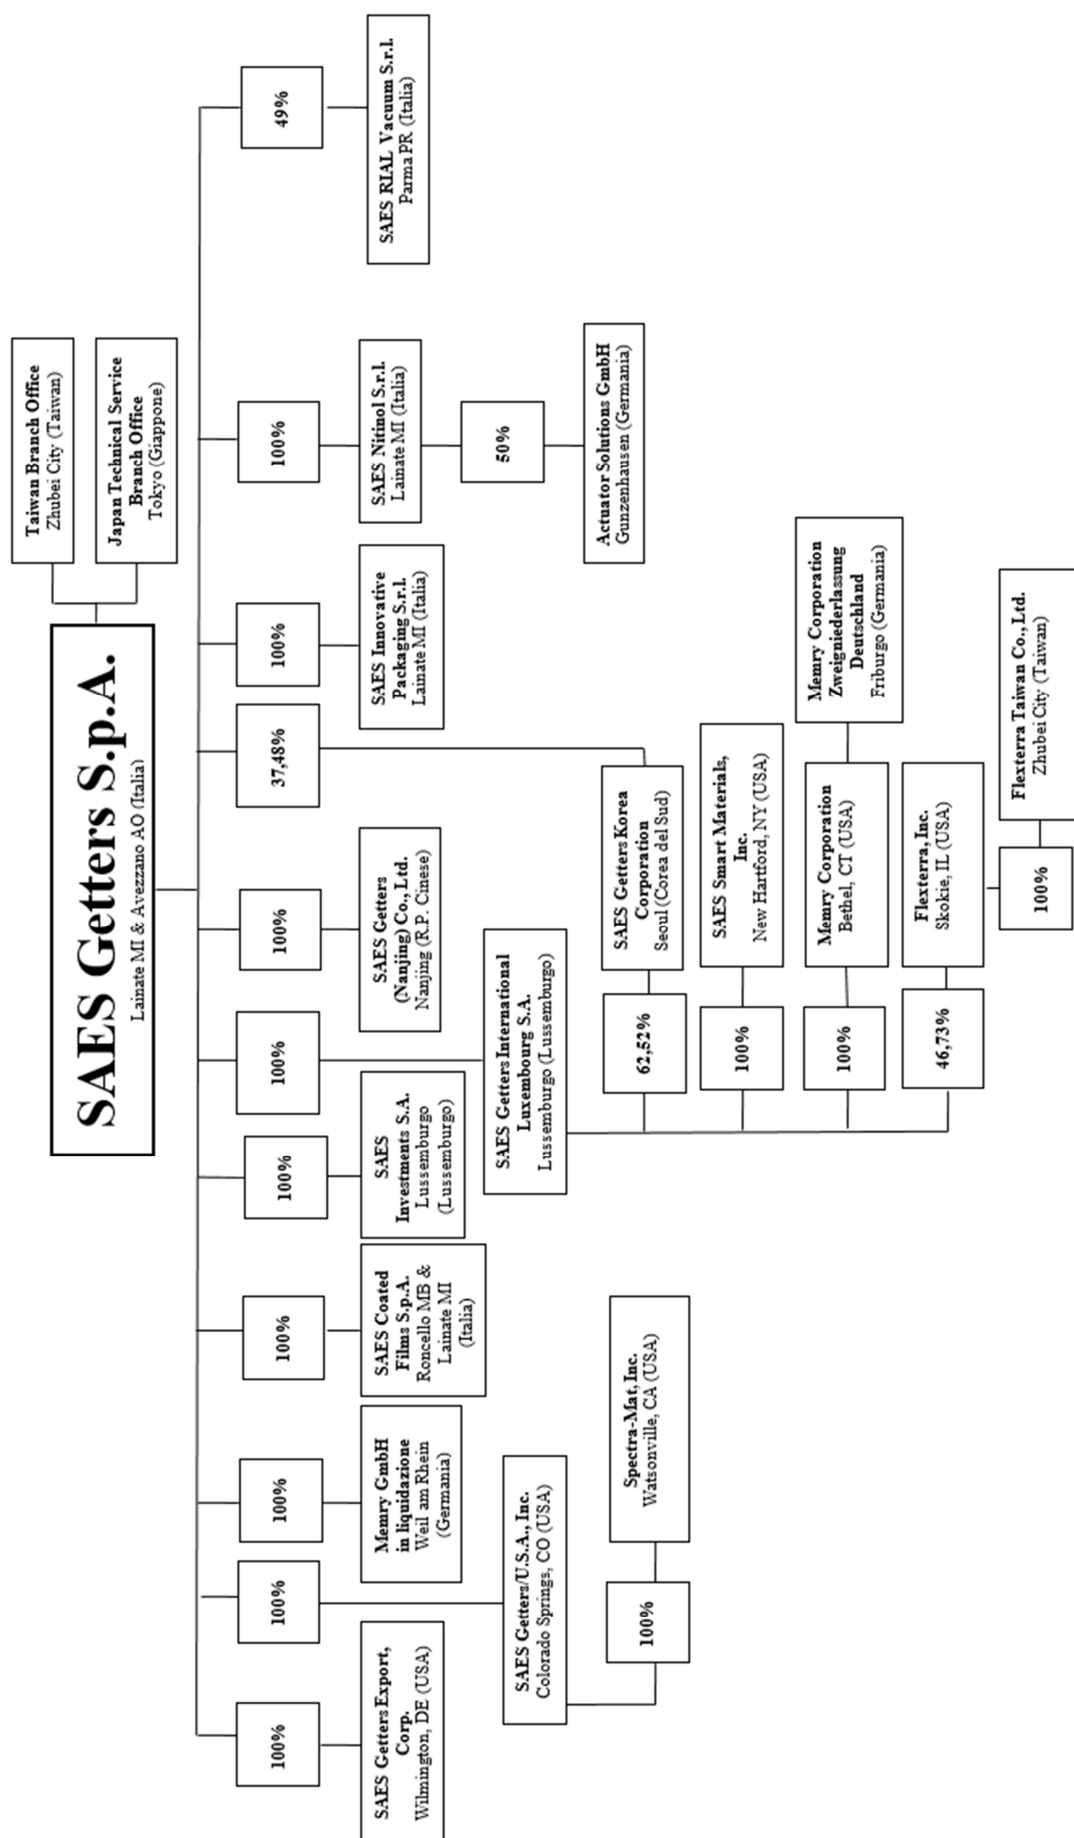 SAES Getters S.p.A.
Lainate MI & Avezzano AO (Italia)
Taiwan Branch Office
Zhubei City (Taiwan)
Japan Technical Service
Branch Office
Tokyo (Giappone)
100%
SAES Getters Export,
Corp.
Wilmington, DE (USA)
100%
SAES Getters/U.S.A., Inc.
Colorado Springs, CO (USA)
100%
Spectra-Mat, Inc.
Watsonville, CA (USA)
100%
Memry GmbH
in liquidazione
Weil am Rhein
(Germania)
100%
SAES Coated
Films S.p.A.
Roncello MB &
Lainate MI
(Italia)
100%
SAES
Investments S.A.
Lussemburgo
(Lussemburgo)
100%
SAES Getters International
Luxembourg S.A.
Lussemburgo (Lussemburgo)
62,52%
100%
SAES Smart Materials,
Inc.
New Hartford, NY (USA)
100%
Memry Corporation
Bethel, CT (USA)
Memry Corporation
Zweigniederlassung
Deutschland
Friburgo (Germania)
46,73%
Flexterra, Inc.
Skokie, IL (USA)
100%
Flexterra Taiwan Co., Ltd.
Zhubei City (Taiwan)
100%
SAES Getters
(Nanjing) Co., Ltd.
Nanjing (R.P. Cinese)
37,48%
SAES Getters Korea
Corporation
Seoul (Corea del Sud)
100%
SAES Innovative
Packaging S.r.l.
Lainate MI (Italia)
100%
SAES Nitinol S.r.l.
Lainate MI (Italia)
50%
Actuator Solutions GmbH
Gunzenhausen (Germania)
49%
SAES RIAL Vacuum S.r.l.
Parma PR (Italia)